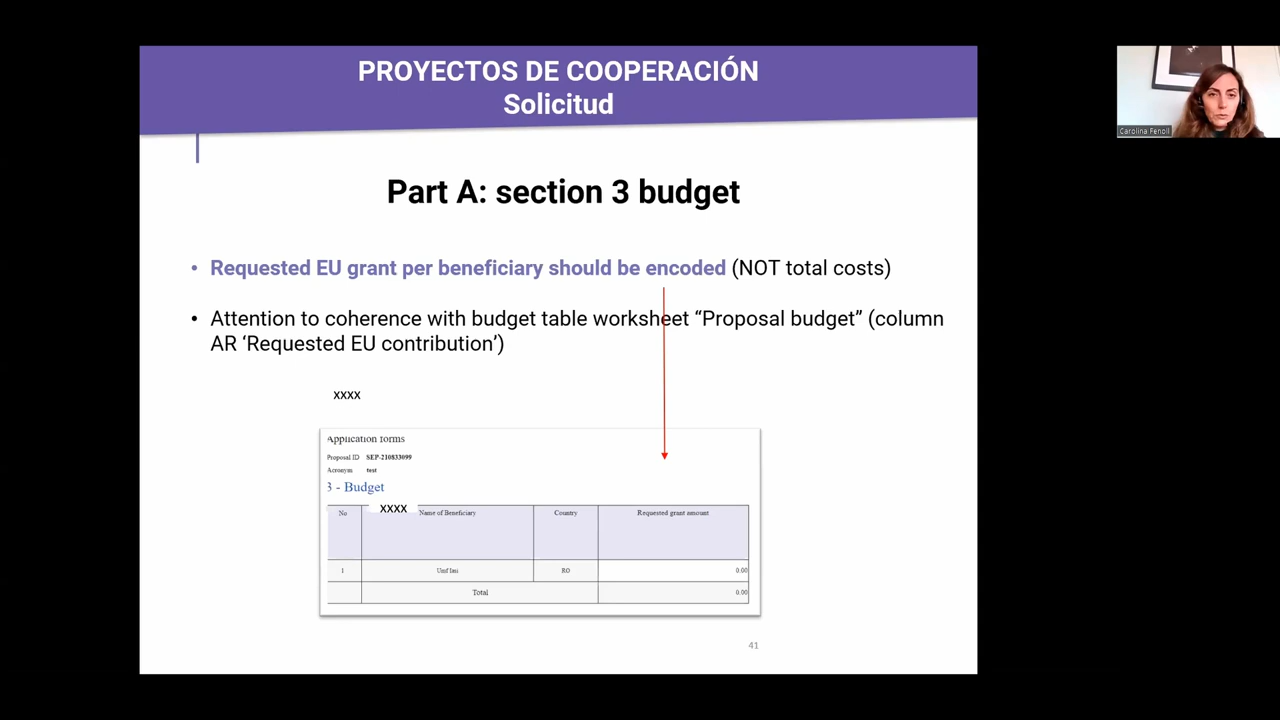 PROYECTOS DE COOPERACIÓN
Solicitud
Carolina Fenoll
Part A: section 3 budget
• Requested EU grant per beneficiary should be encoded (NOT total costs)
• Attention to coherence with budget table worksheet “Proposal budget” (column
AR ‘Requested EU contribution’)
XXXX
Application forms
Proposal ID SEP-210833099
Acronym test
3 - Budget
XXXX
No Name of Beneficiary Country Requested grant amount
1 RO 0.00
Total 0.00
41